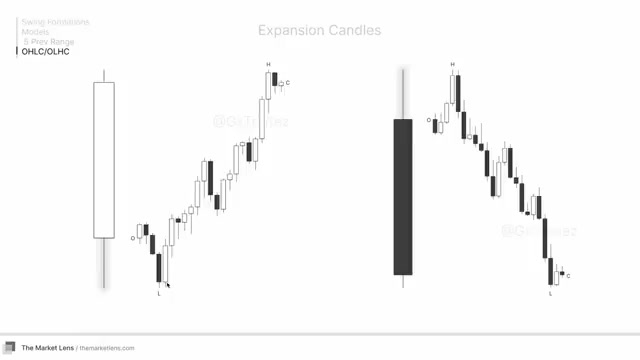 Swing Formations
Models
.5 Prev Range
OHLC/OLHC
Expansion Candles
H
C
O
L
H
O
C
L
The Market Lens / themarketlens.com